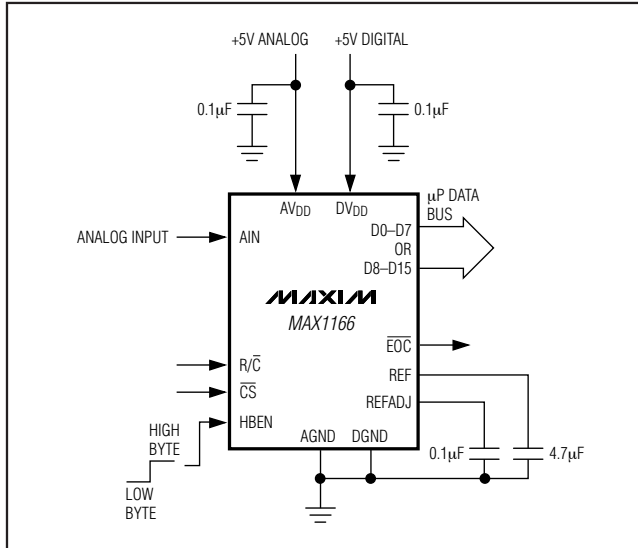 +5V ANALOG
+5V DIGITAL
0.1μF
0.1μF
AVDD
DVDD
μP DATA
BUS
ANALOG INPUT
AIN
D0–D7
OR
D8–D15
MAXIM
MAX1166
EOC
R/C
REF
CS
REFADJ
HBEN
HIGH
BYTE
AGND
DGND
0.1μF
4.7μF
LOW
BYTE